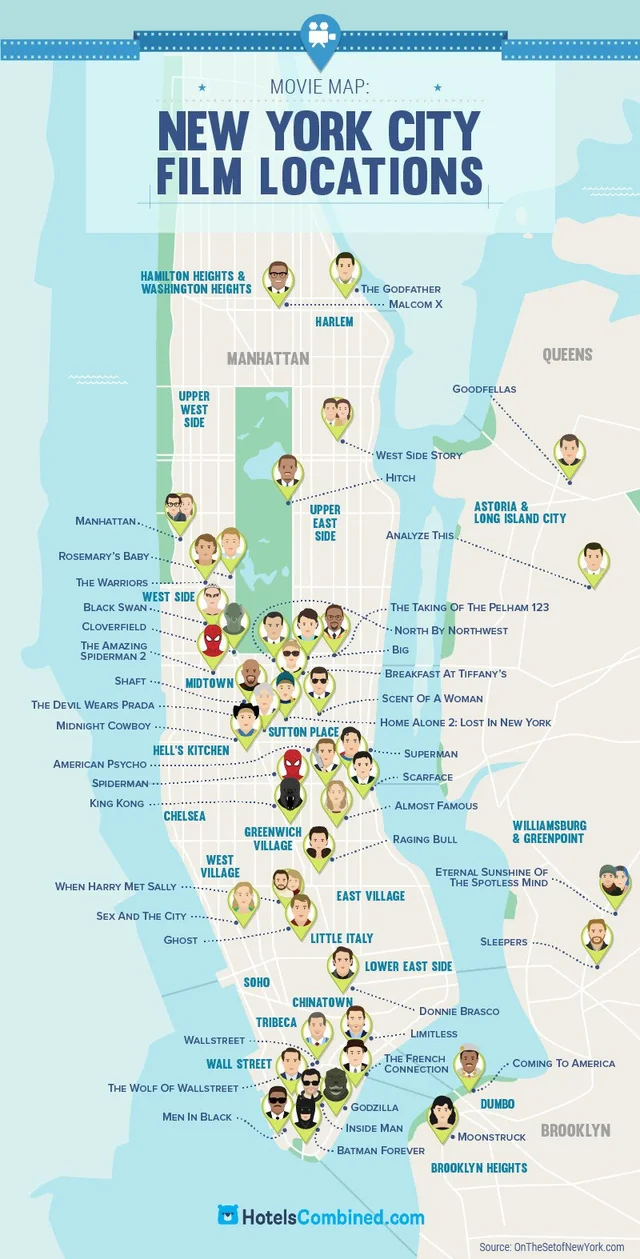 MOVIE MAP:
NEW YORK CITY
FILM LOCATIONS
HAMILTON HEIGHTS &
WASHINGTON HEIGHTS
THE GODFATHER
MALCOM X
HARLEM
MANHATTAN
QUEENS
UPPER
WEST
SIDE
GOODFELLAS
WEST SIDE STORY
HITCH
UPPER
EAST
SIDE
ASTORIA &
LONG ISLAND CITY
MANHATTAN
ANALYZE THIS
ROSEMARY'S BABY
THE WARRIORS
WEST SIDE
BLACK SWAN
THE TAKING OF THE PELHAM 123
CLOVERFIELD
NORTH BY NORTHWEST
THE AMAZING
SPIDERMAN 2
BIG
BREAKFAST AT TIFFANY'S
SHAFT
MIDTOWN
SCENT OF A WOMAN
THE DEVIL WEARS PRADA
HOME ALONE 2: LOST IN NEW YORK
MIDNIGHT COWBOY
SUTTON PLACE
HELL'S KITCHEN
SUPERMAN
AMERICAN PSYCHO
SCARFACE
SPIDERMAN
KING KONG
ALMOST FAMOUS
CHELSEA
GREENWICH
VILLAGE
RAGING BULL
WILLIAMSBURG
& GREENPOINT
WEST
VILLAGE
ETERNAL SUNSHINE OF
THE SPOTLESS MIND
WHEN HARRY MET SALLY
EAST VILLAGE
SEX AND THE CITY
GHOST
LITTLE ITALY
SLEEPERS
LOWER EAST SIDE
SOHO
CHINATOWN
DONNIE BRASCO
TRIBECA
LIMITLESS
WALLSTREET
WALL STREET
THE FRENCH
CONNECTION
COMING TO AMERICA
THE WOLF OF WALLSTREET
GODZILLA
DUMBO
MEN IN BLACK
INSIDE MAN
MOONSTRUCK
BROOKLYN
BATMAN FOREVER
BROOKLYN HEIGHTS
HotelsCombined.com
Source: OnTheSetofNewYork.com